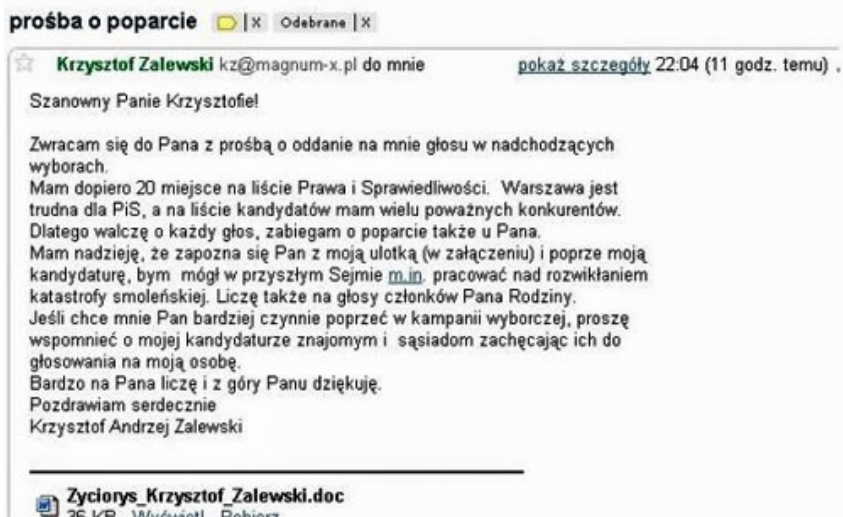 prośba o poparcie | X Odebrane | X
Krzysztof Zalewski kz@magnum-x.pl do mnie pokaż szczegóły 22:04 (11 godz. temu)
Szanowny Panie Krzysztofie!
Zwracam się do Pana z prośbą o oddanie na mnie głosu w nadchodzących
wyborach.
Mam dopiero 20 miejsce na liście Prawa i Sprawiedliwości. Warszawa jest
trudna dla PiS, a na liście kandydatów mam wielu poważnych konkurentów.
Dlatego walczę o każdy głos, zabiegam o poparcie także u Pana.
Mam nadzieję, że zapozna się Pan z moją ulotką (w załączeniu) i poprze moją
kandydaturę, bym mógł w przyszłym Sejmie m.in. pracować nad rozwikłaniem
katastrofy smoleńskiej. Liczę także na głosy członków Pana Rodziny.
Jeśli chce mnie Pan bardziej czynnie poprzeć w kampanii wyborczej, proszę
wspomnieć o mojej kandydaturze znajomym i sąsiadom zachęcając ich do
głosowania na moją osobę.
Bardzo na Pana liczę i z góry Panu dziękuję.
Pozdrawiam serdecznie
Krzysztof Andrzej Zalewski
Zyciorys_Krzysztof_Zalewski.doc
36 KB Wyświetl Pobierz